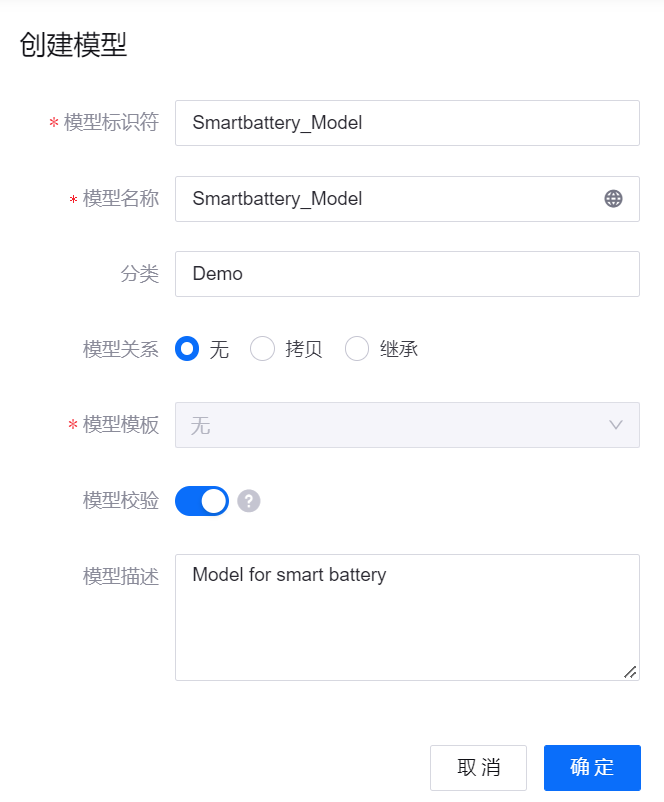 创建模型
* 模型标识符 Smartbattery_Model
* 模型名称 Smartbattery_Model
分类 Demo
模型关系 无 拷贝 继承
* 模型模板 无
模型校验 ?
模型描述 Model for smart battery
取 消 确 定